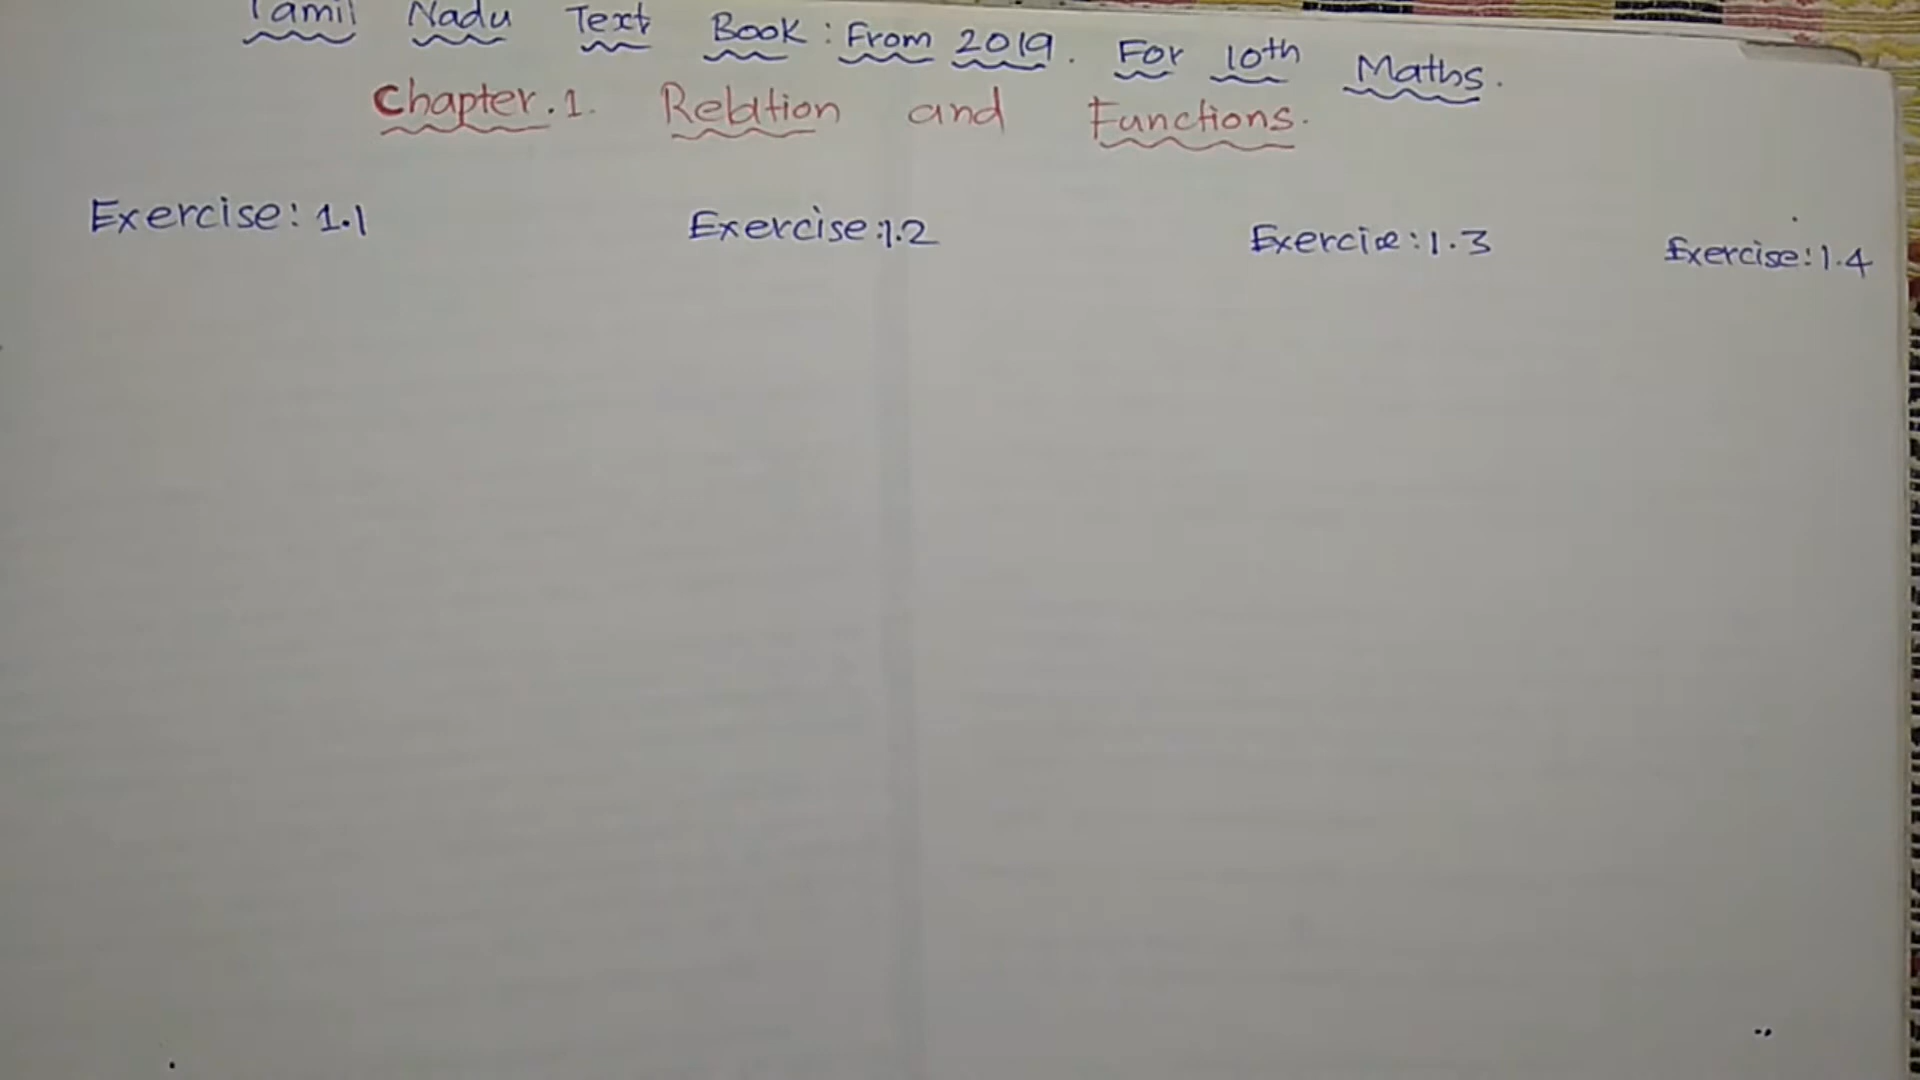 Tamil Nadu Text Book : From 2019. For 10th Maths.
Chapter.1. Relation and Functions.
Exercise: 1.1 Exercise:1.2 Exercise:1.3 Exercise:1.4